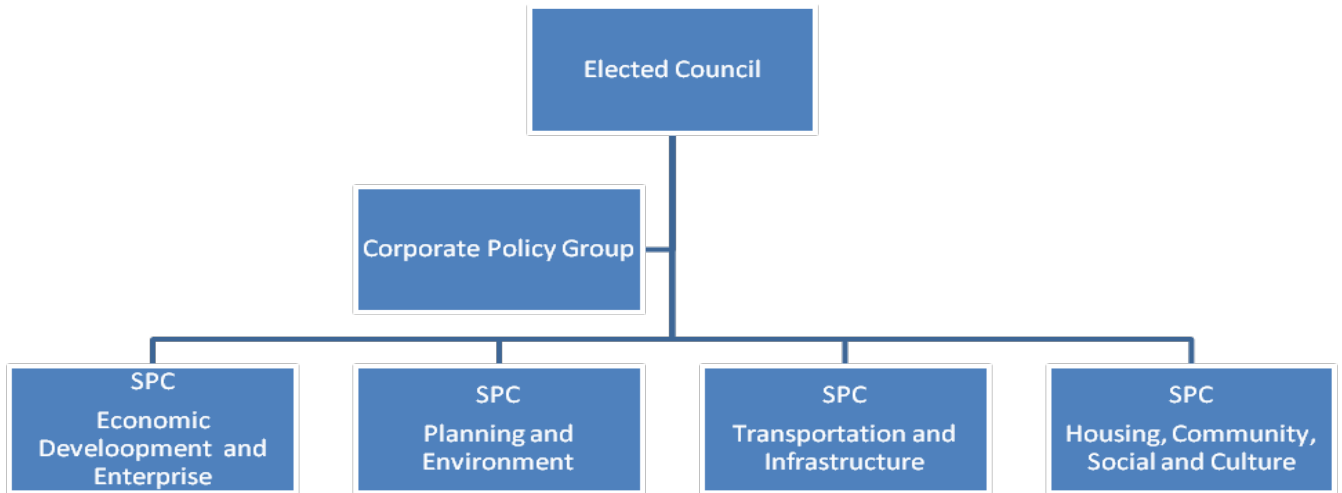 Elected Council
Corporate Policy Group
SPC
Economic
Develoopment and
Enterprise
SPC
Planning and
Environment
SPC
Transportation and
Infrastructure
SPC
Housing, Community,
Social and Culture